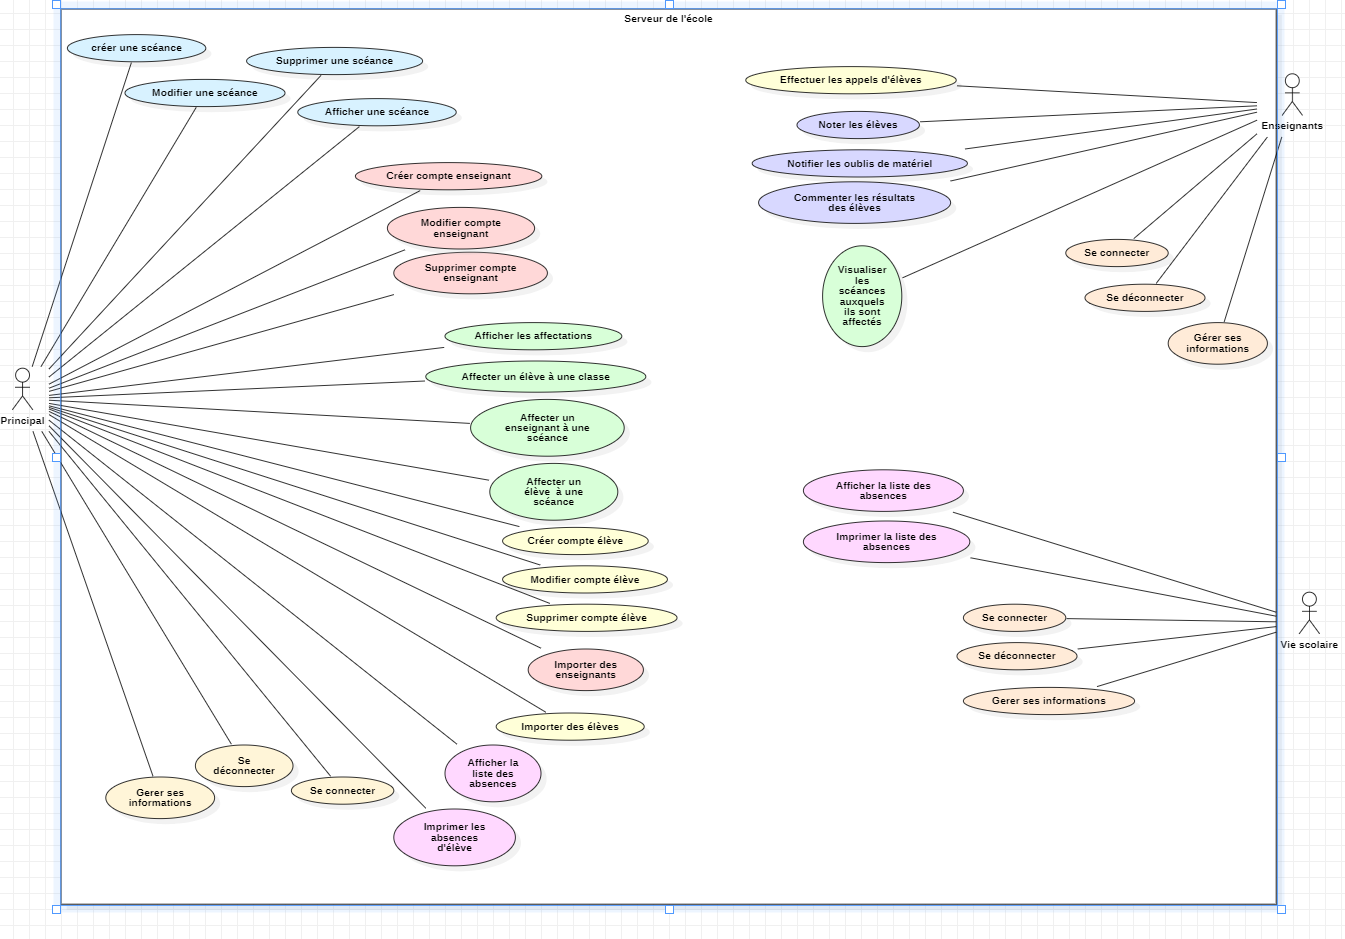 Serveur de l'école
créer une scéance
Supprimer une scéance
Modifier une scéance
Afficher une scéance
Créer compte enseignant
Modifier compte
enseignant
Supprimer compte
enseignant
Afficher les affectations
Affecter un élève à une classe
Affecter un
enseignant à une
scéance
Affecter un
élève  à une
scéance
Créer compte élève
Modifier compte élève
Supprimer compte élève
Importer des
enseignants
Importer des élèves
Afficher la
liste des
absences
Imprimer les
absences
d'élève
Se connecter
Se
déconnecter
Gerer ses
informations
Principal
Effectuer les appels d'élèves
Noter les élèves
Notifier les oublis de matériel
Commenter les résultats
des élèves
Visualiser
les
scéances
auxquels
ils sont
affectés
Se connecter
Se déconnecter
Gérer ses
informations
Enseignants
Afficher la liste des
absences
Imprimer la liste des
absences
Se connecter
Se déconnecter
Gerer ses informations
Vie scolaire